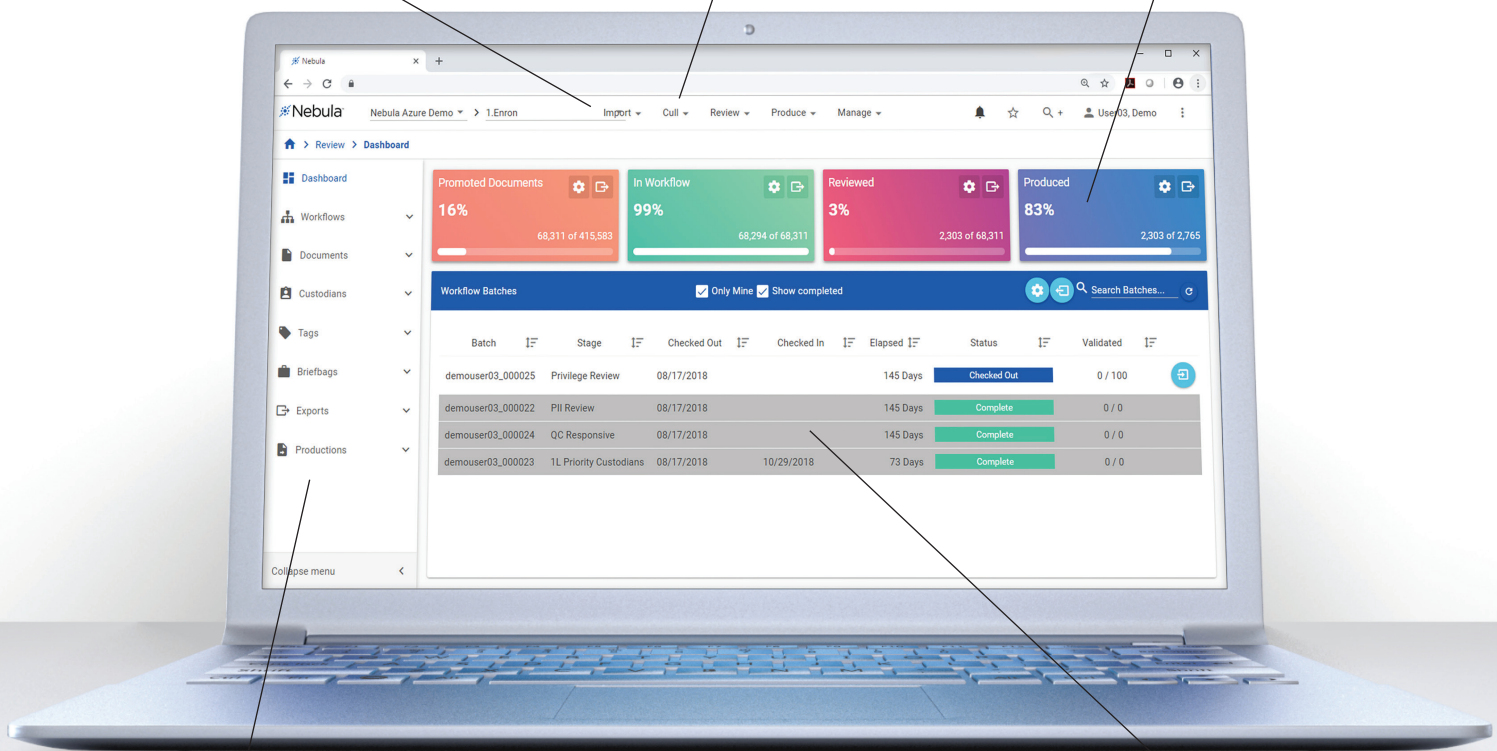 Nebula
Nebula Nebula Azure Demo > 1.Enron Import Cull Review Produce Manage User03, Demo
> Review > Dashboard
Dashboard
Workflows
Documents
Custodians
Tags
Briefbags
Exports
Productions
Collapse menu
Promoted Documents
16%
68,311 of 415,583
In Workflow
99%
68,294 of 68,311
Reviewed
3%
2,303 of 68,311
Produced
83%
2,303 of 2,765
Workflow Batches Only Mine Show completed Search Batches...
Batch Stage Checked Out Checked In Elapsed Status Validated
demouser03_000025 Privilege Review 08/17/2018 145 Days Checked Out 0 / 100
demouser03_000022 PII Review 08/17/2018 145 Days Complete 0 / 0
demouser03_000024 QC Responsive 08/17/2018 145 Days Complete 0 / 0
demouser03_000023 1L Priority Custodians 08/17/2018 10/29/2018 73 Days Complete 0 / 0